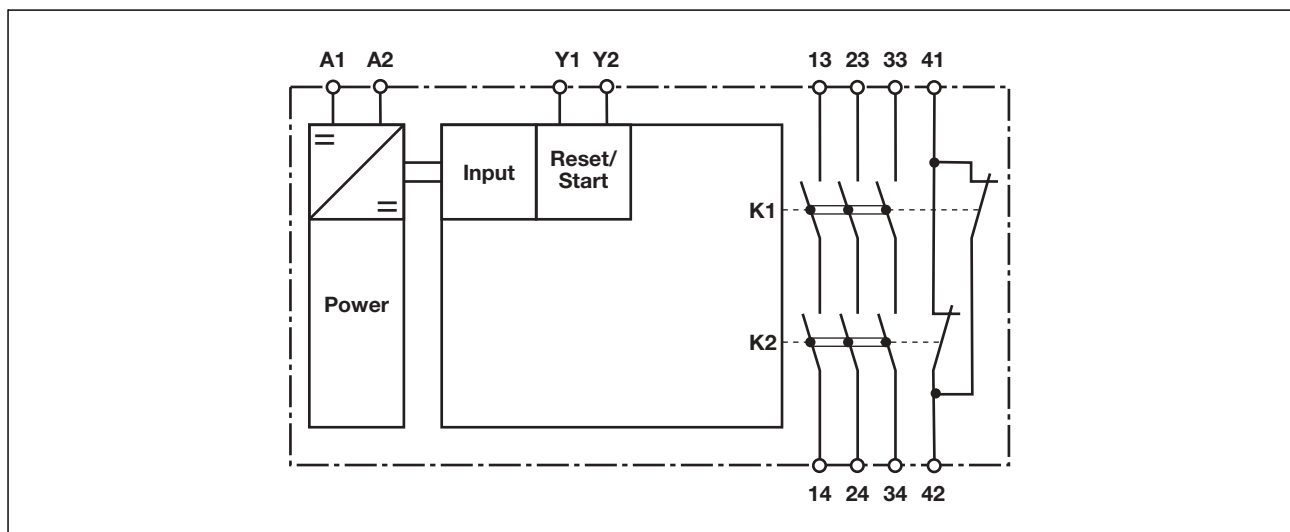 A1 A2 Y1 Y2 13 23 33 41
Input
Reset/
Start
K1
Power
K2
14 24 34 42